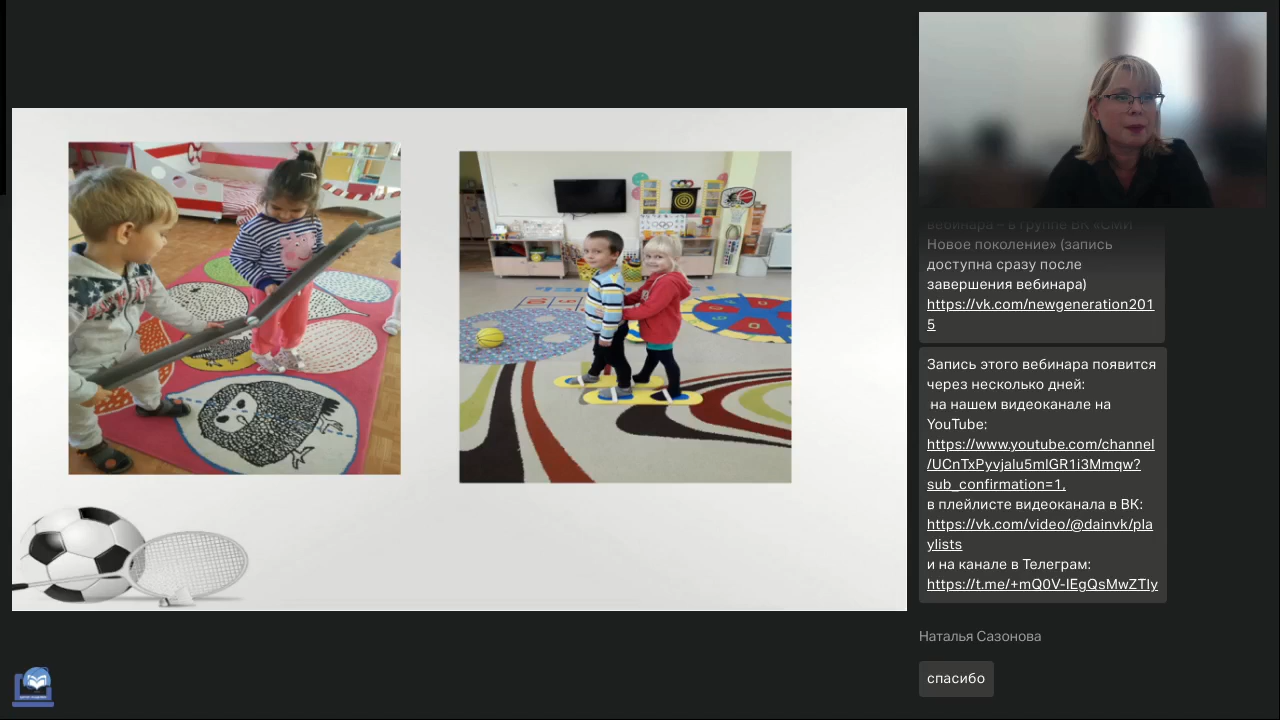 вебинара – в группе ВК «СМИ
Новое поколение» (запись
доступна сразу после
завершения вебинара)
https://vk.com/newgeneration201
5
Запись этого вебинара появится
через несколько дней:
на нашем видеоканале на
YouTube:
https://www.youtube.com/channel
/UCnTxPyvjalu5mIGR1i3Mmqw?
sub_confirmation=1,
в плейлисте видеоканала в ВК:
https://vk.com/video/@dainvk/pla
ylists
и на канале в Телеграм:
https://t.me/+mQ0V-IEgQsMwZTIy
Наталья Сазонова
спасибо